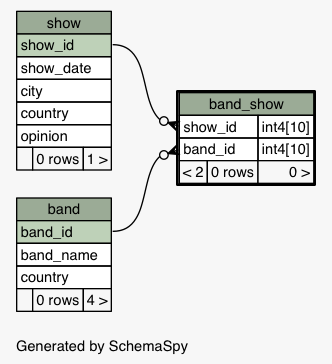 show
show_id
show_date
city
country
opinion
0 rows 1 >
band_show
show_id int4[10]
band_id int4[10]
< 2 0 rows 0 >
band
band_id
band_name
country
0 rows 4 >
Generated by SchemaSpy